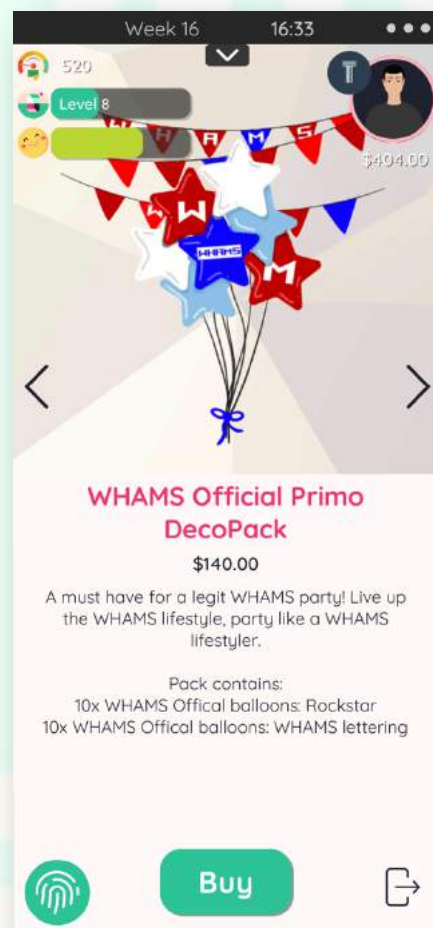 Week 16 16:33
520
Level 8
$404.00
W H A M S
W W
W
WHAMS
M
WHAMS Official Primo
DecoPack
$140.00
A must have for a legit WHAMS party! Live up
the WHAMS lifestyle, party like a WHAMS
lifestyler.
Pack contains:
10x WHAMS Offical balloons: Rockstar
10x WHAMS Offical balloons: WHAMS lettering
Buy